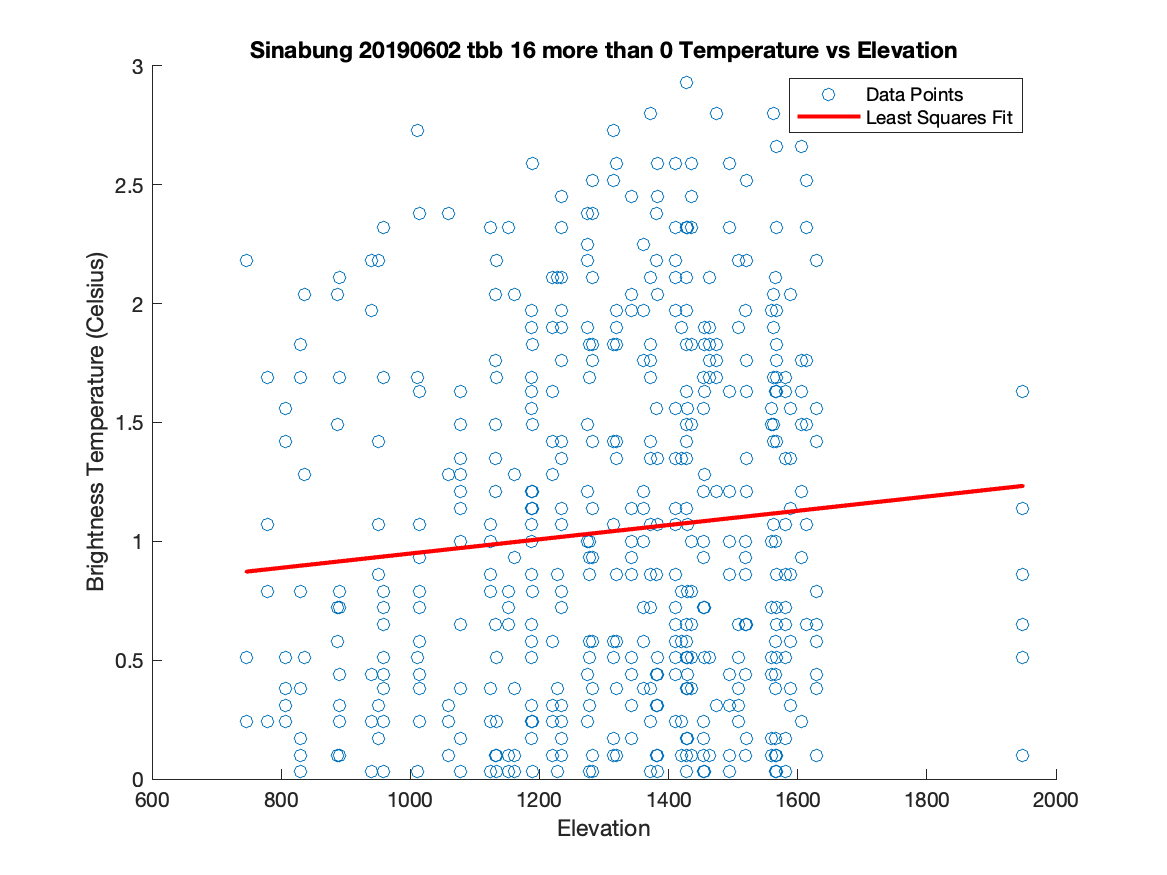 Sinabung 20190602 tbb 16 more than 0 Temperature vs Elevation
Data Points
Least Squares Fit
Brightness Temperature (Celsius)
3
2.5
2
1.5
1
0.5
0
600 800 1000 1200 1400 1600 1800 2000
Elevation